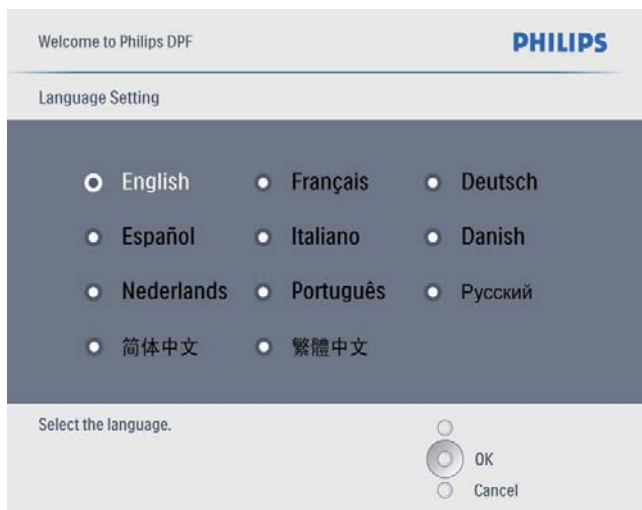 Welcome to Philips DPF PHILIPS
Language Setting
English Français Deutsch
Español Italiano Danish
Nederlands Português Русский
简体中文 繁體中文
Select the language.
OK
Cancel